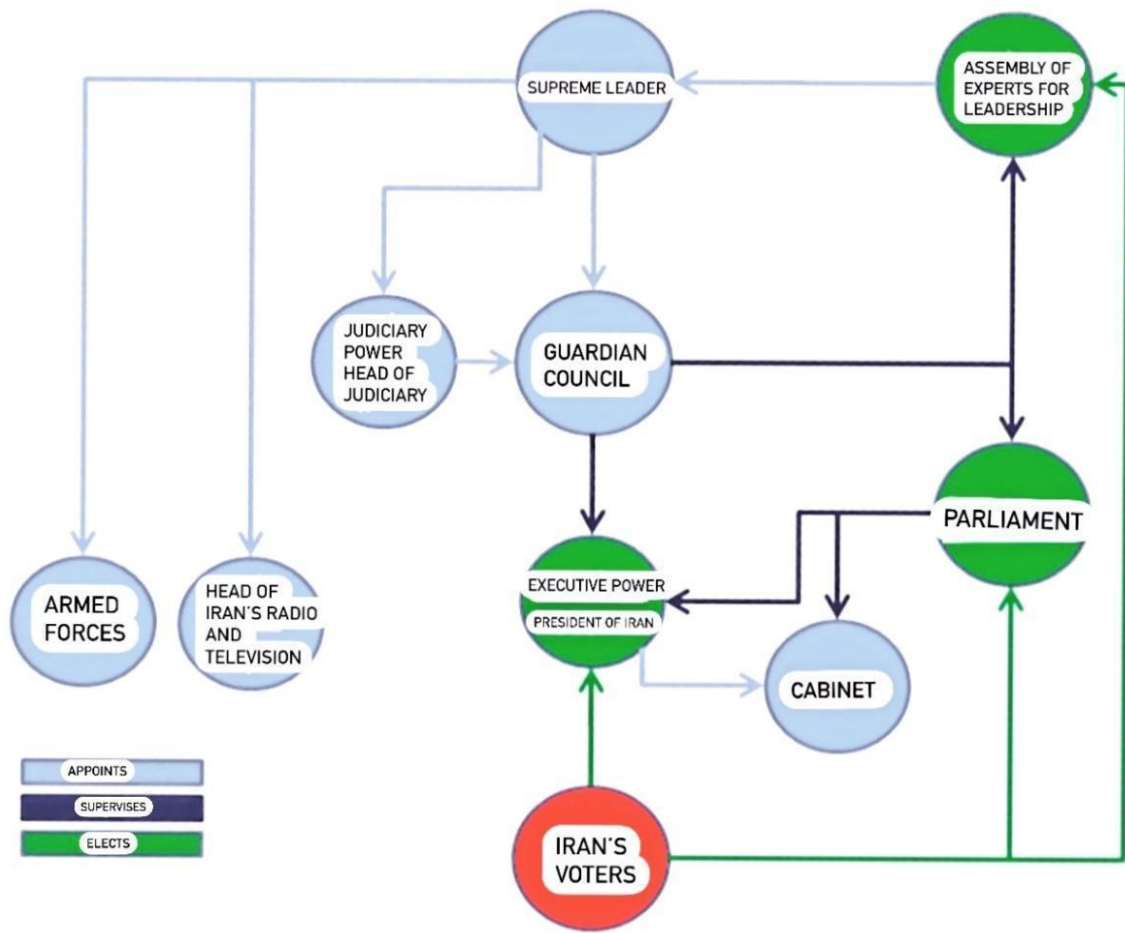 SUPREME LEADER
ASSEMBLY OF
EXPERTS FOR
LEADERSHIP
JUDICIARY
POWER
HEAD OF
JUDICIARY
GUARDIAN
COUNCIL
PARLIAMENT
ARMED
FORCES
HEAD OF
IRAN'S RADIO
AND
TELEVISION
EXECUTIVE POWER
PRESIDENT OF IRAN
CABINET
APPOINTS
SUPERVISES
ELECTS
IRAN'S
VOTERS